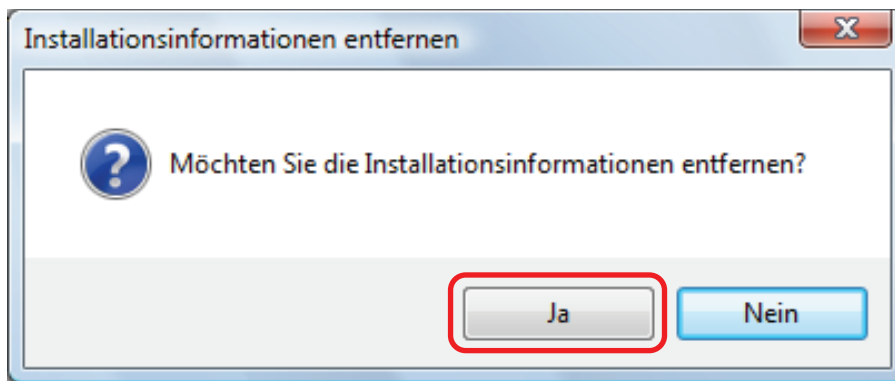 Installationsinformationen entfernen
Möchten Sie die Installationsinformationen entfernen?
Ja
Nein